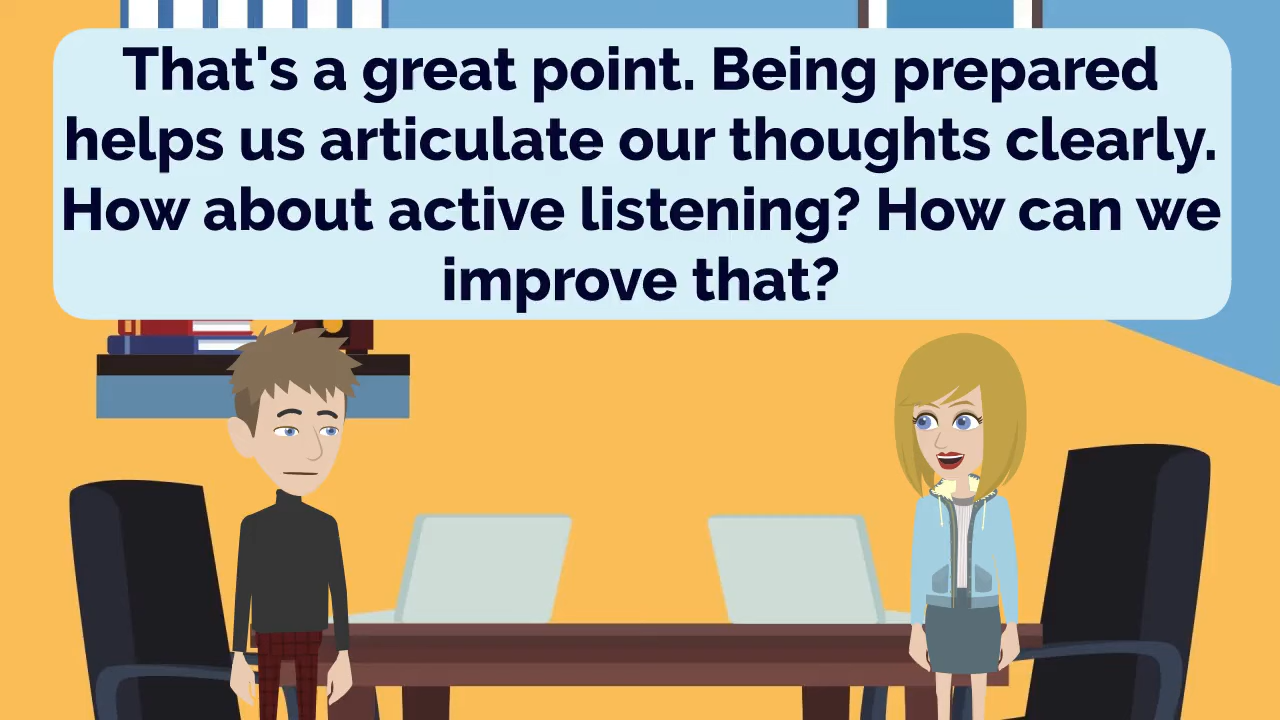 That's a great point. Being prepared
helps us articulate our thoughts clearly.
How about active listening? How can we
improve that?